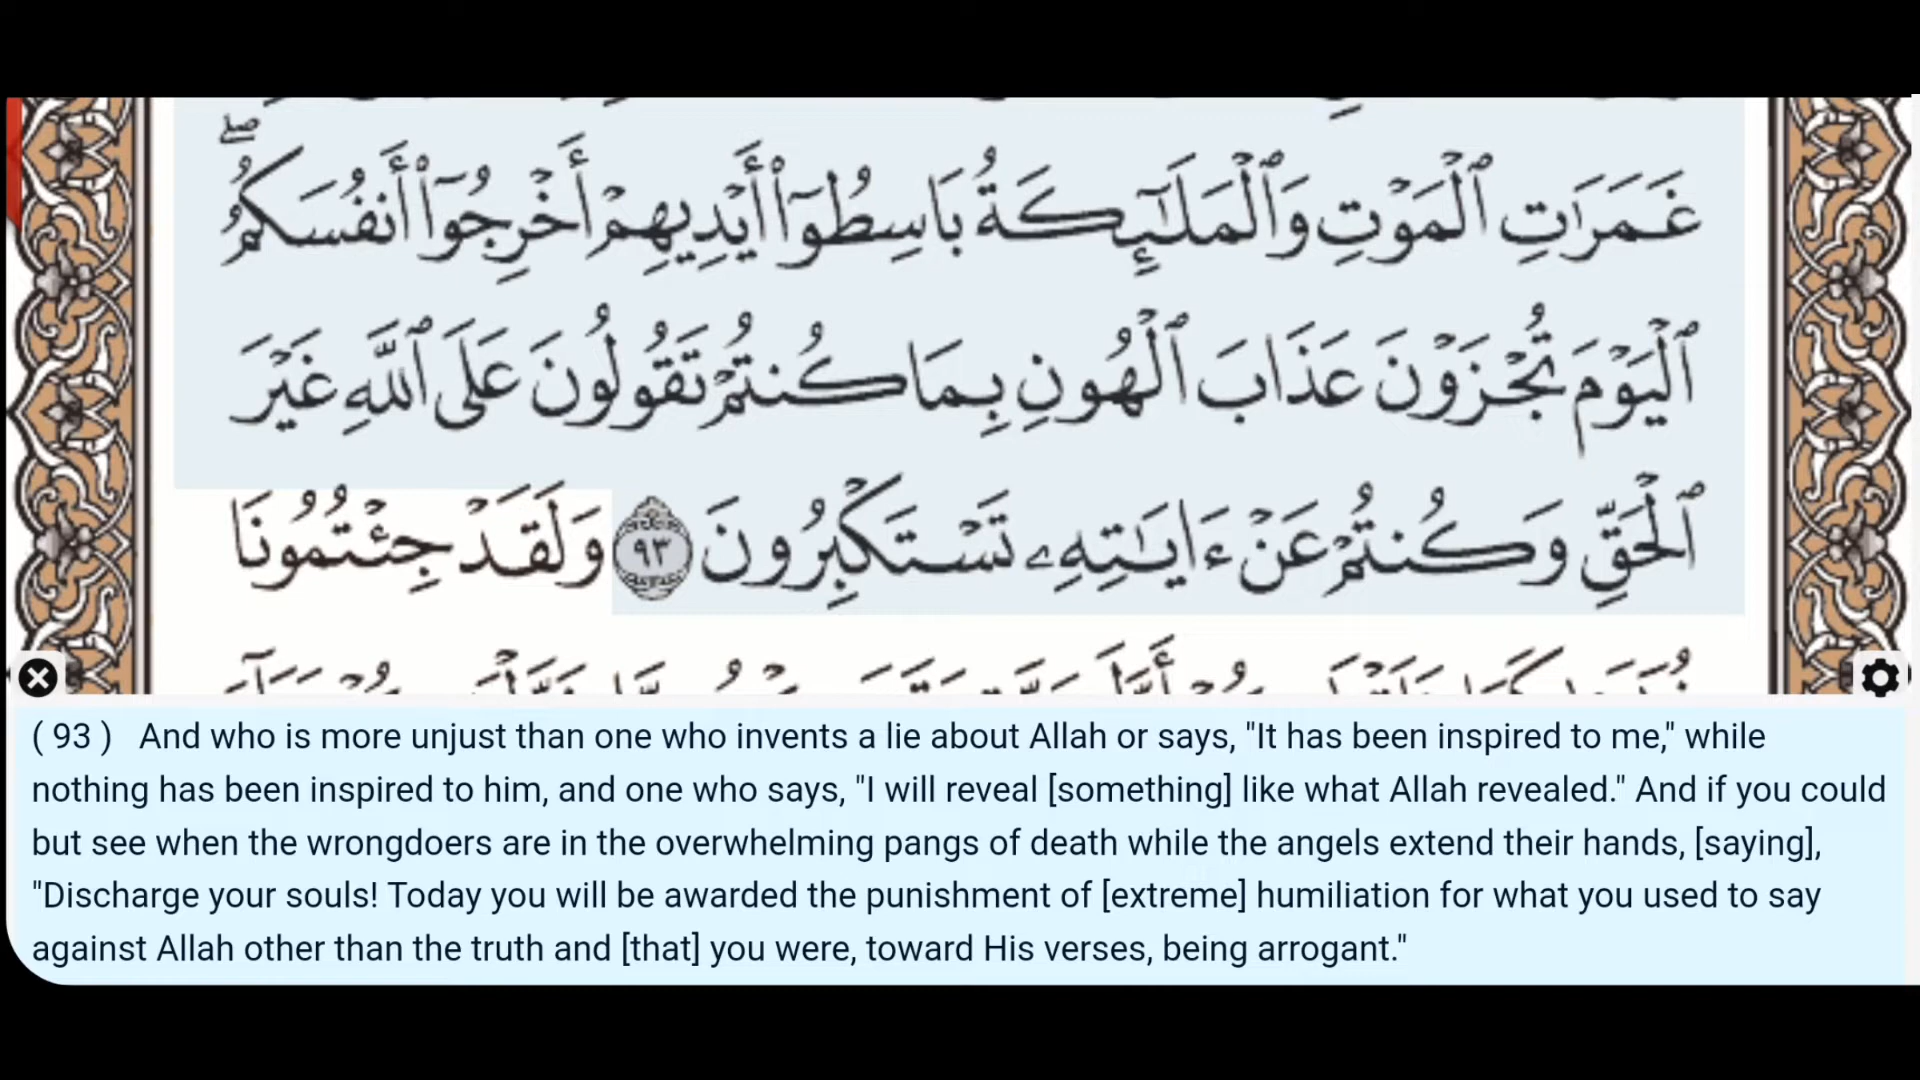 غَمَرَٰتِ ٱلْمَوْتِ وَٱلْمَلَـٰٓئِكَةُ بَاسِطُوٓا۟ أَيْدِيهِمْ أَخْرِجُوٓا۟ أَنفُسَكُمُ ۖ
ٱلْيَوْمَ تُجْزَوْنَ عَذَابَ ٱلْهُونِ بِمَا كُنتُمْ تَقُولُونَ عَلَى ٱللَّهِ غَيْرَ
ٱلْحَقِّ وَكُنتُمْ عَنْ ءَايَـٰتِهِۦ تَسْتَكْبِرُونَ ٩٣ وَلَقَدْ جِئْتُمُونَا
( 93 ) And who is more unjust than one who invents a lie about Allah or says, "It has been inspired to me," while
nothing has been inspired to him, and one who says, "I will reveal [something] like what Allah revealed." And if you could
but see when the wrongdoers are in the overwhelming pangs of death while the angels extend their hands, [saying],
"Discharge your souls! Today you will be awarded the punishment of [extreme] humiliation for what you used to say
against Allah other than the truth and [that] you were, toward His verses, being arrogant."